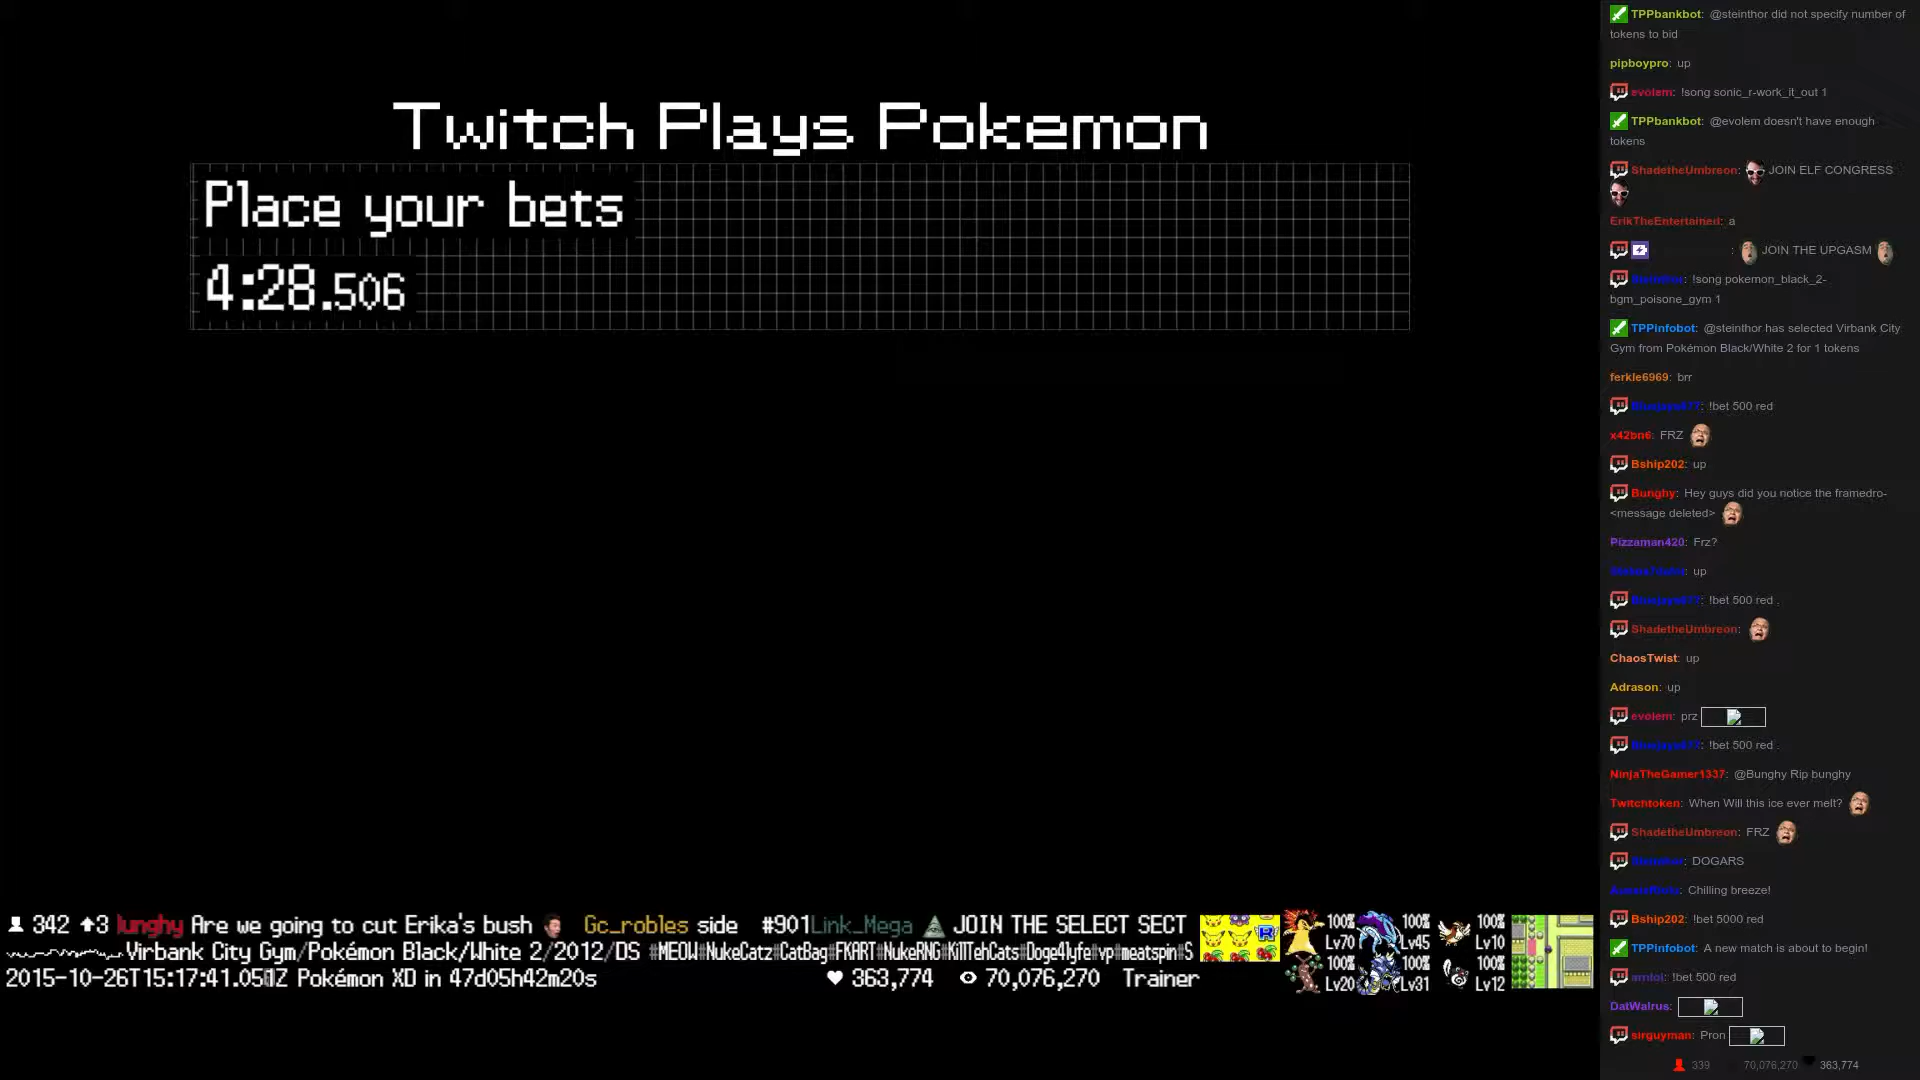 Twitch Plays Pokemon
Place your bets
4:28.506
342 3 lunghy Are we going to cut Erika's bush Gc_robles side #901 Link_Mega JOIN THE SELECT SECT
Virbank City Gym/Pokémon Black/White 2/2012/DS #MEOW#NukeCatz#CatBag#FKART#NukeRNG#KillTehCats#Doge4lyfe#vp#meatspin#S
Pokémon XD in 47d05h42m20s 363,774 70,076,270 Trainer
100% 100% 100%
Lv70 Lv45 Lv10
100% 100% 100%
Lv20 Lv31 Lv12
TPPbankbot: @steinthor did not specify number of
tokens to bid
pipboypro: up
evolem: !song sonic_r-work_it_out 1
TPPbankbot: @evolem doesn't have enough
tokens
ShadetheUmbreon: JOIN ELF CONGRESS
ErikTheEntertained: a
: JOIN THE UPGASM
: !song pokemon_black_2-
bgm_poisone_gym 1
TPPinfobot: @steinthor has selected Virbank City
Gym from Pokémon Black/White 2 for 1 tokens
ferkle6969: brr
: !bet 500 red
x42bn6: FRZ
Bship202: up
Bunghy: Hey guys did you notice the framedro-
<message deleted>
Pizzaman420: Frz?
: up
: !bet 500 red .
ShadetheUmbreon:
ChaosTwist: up
Adrason: up
evolem: prz
: !bet 500 red .
NinjaTheGamer1337: @Bunghy Rip bunghy
Twitchtoken: When Will this ice ever melt?
ShadetheUmbreon: FRZ
: DOGARS
: Chilling breeze!
Bship202: !bet 5000 red
TPPinfobot: A new match is about to begin!
: !bet 500 red
DatWalrus:
sirguyman: Pron
339 70,076,270 363,774